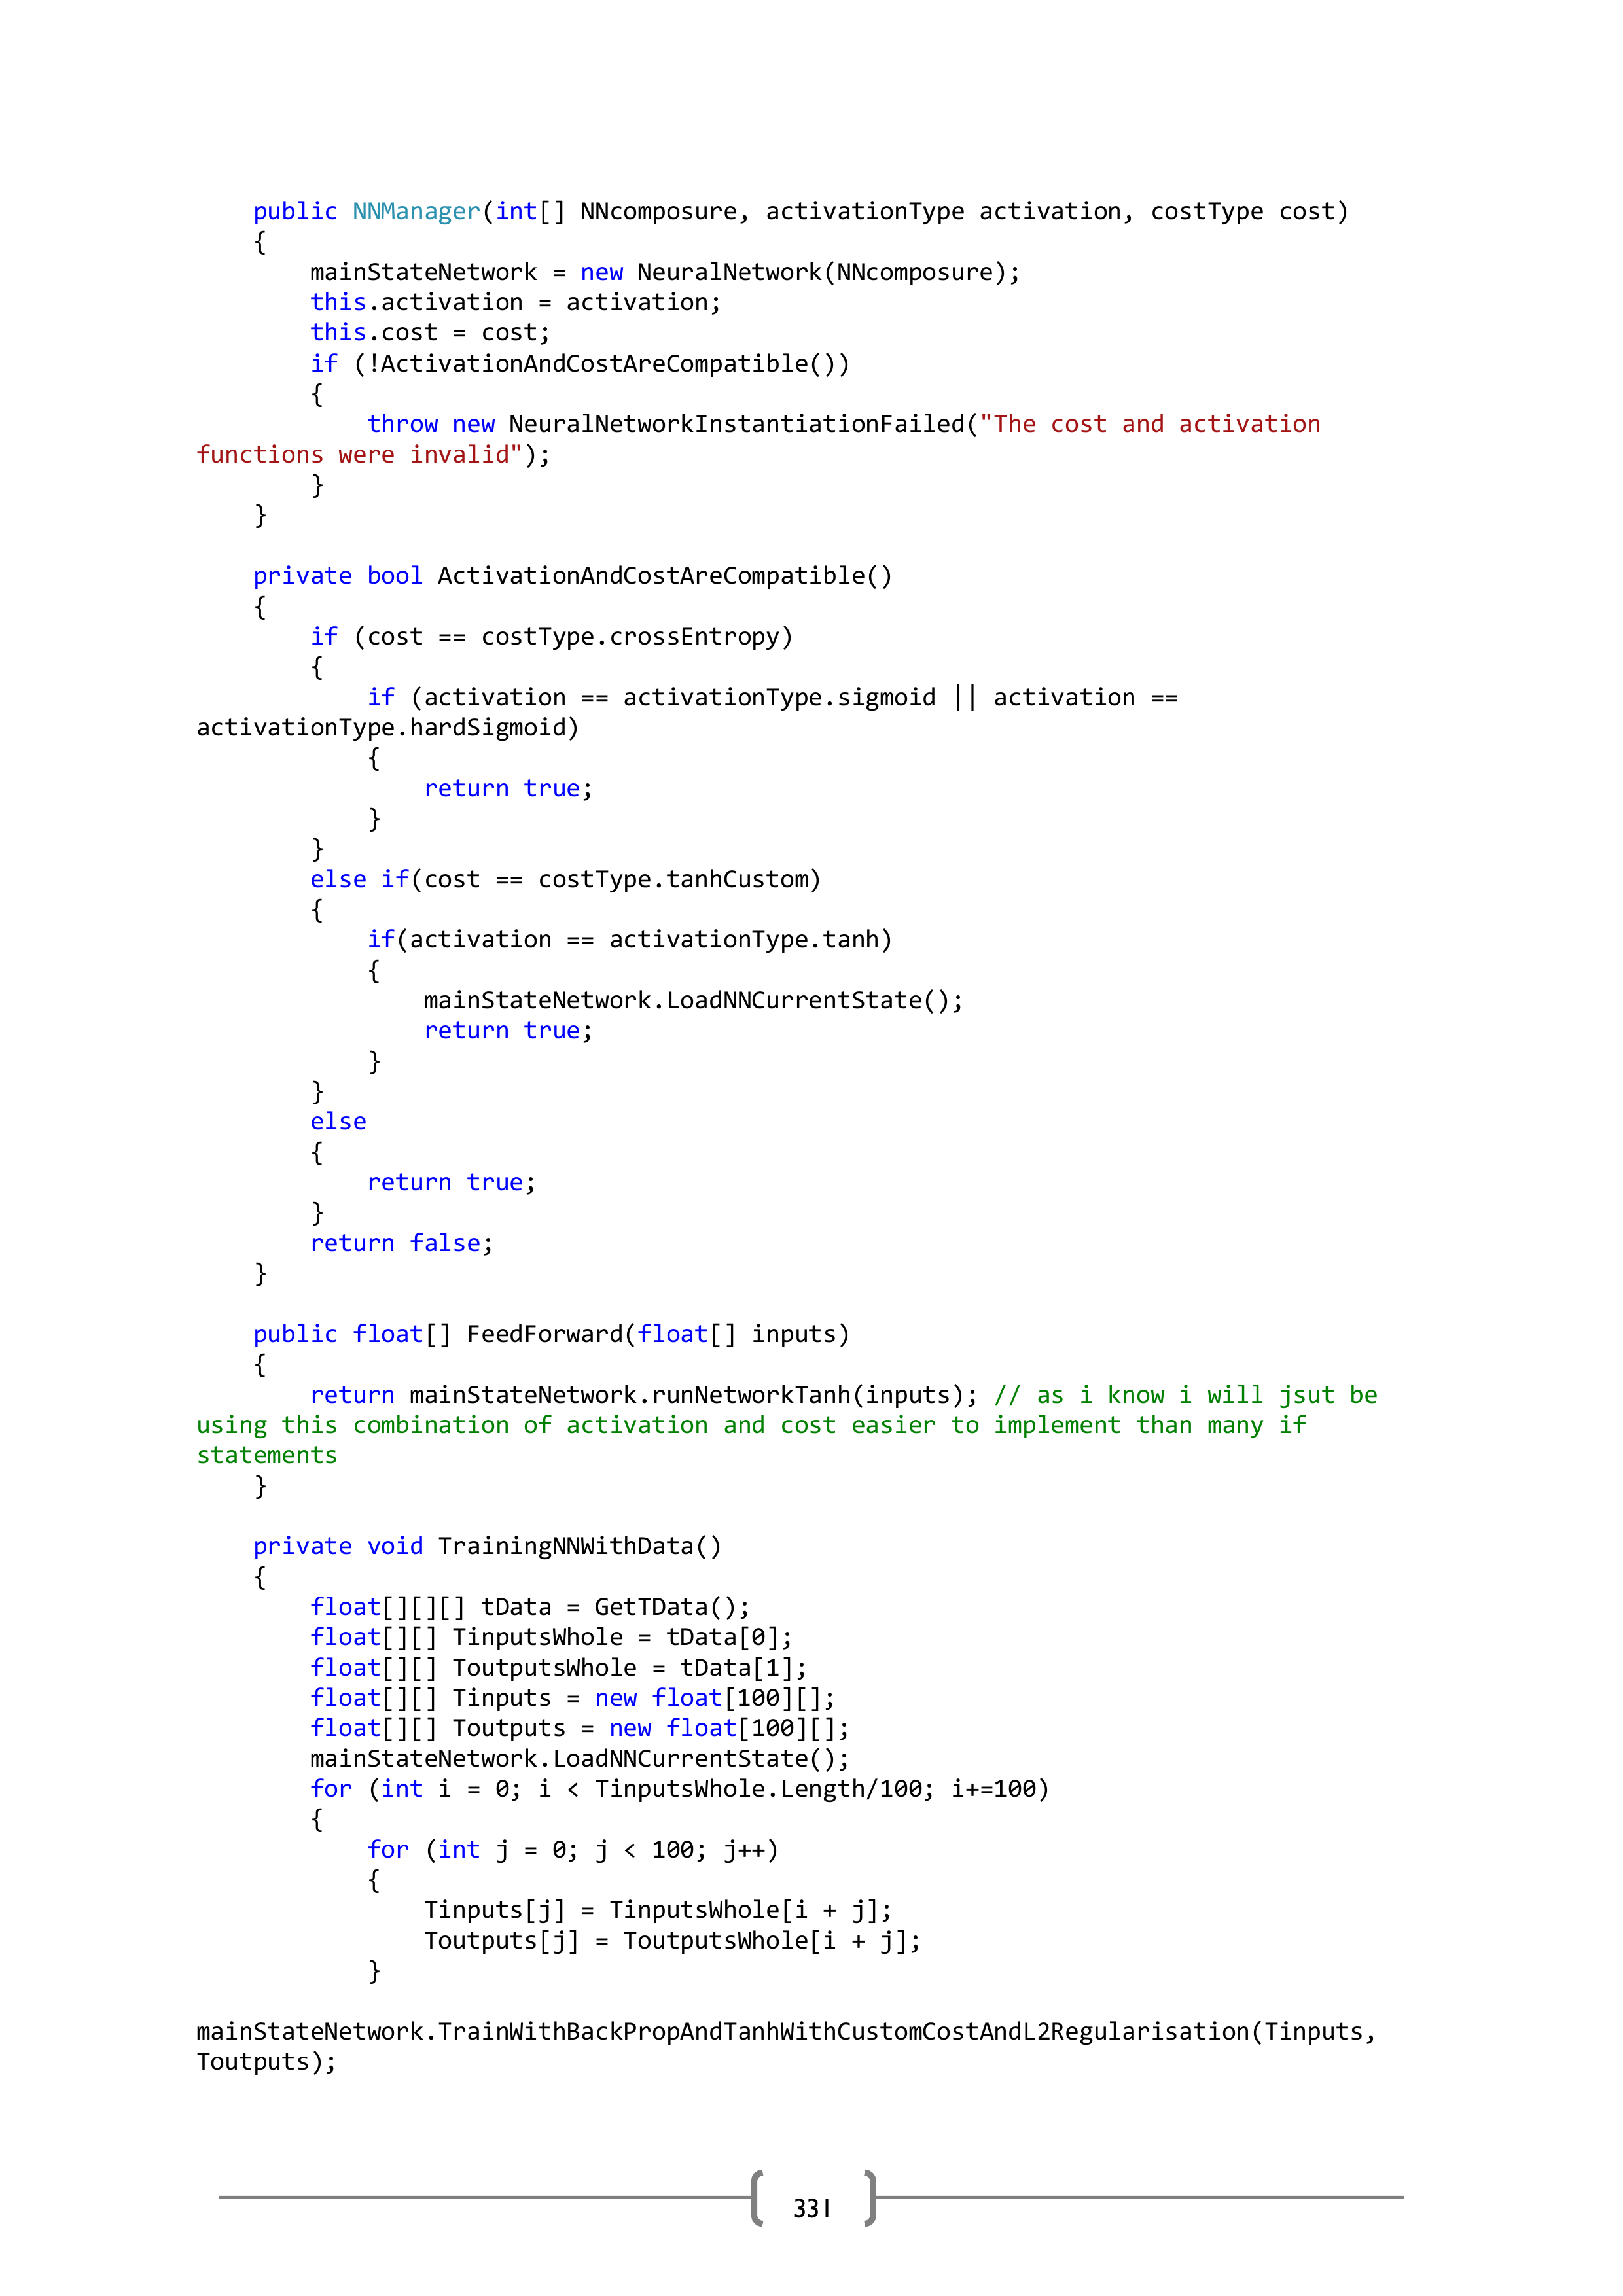 public NNManager(int[] NNcomposure, activationType activation, costType cost)
{
mainStateNetwork = new NeuralNetwork(NNcomposure);
this.activation = activation;
this.cost = cost;
if (!ActivationAndCostAreCompatible())
{
throw new NeuralNetworkInstantiationFailed("The cost and activation
functions were invalid");
}
}
private bool ActivationAndCostAreCompatible()
{
if (cost == costType.crossEntropy)
{
if (activation == activationType.sigmoid || activation ==
activationType.hardSigmoid)
{
return true;
}
}
else if(cost == costType.tanhCustom)
{
if(activation == activationType.tanh)
{
mainStateNetwork.LoadNNCurrentState();
return true;
}
}
else
{
return true;
}
return false;
}
public float[] FeedForward(float[] inputs)
{
return mainStateNetwork.runNetworkTanh(inputs); // as i know i will jsut be
using this combination of activation and cost easier to implement than many if
statements
}
private void TrainingNNWithData()
{
float[][][] tData = GetTData();
float[][] TinputsWhole = tData[0];
float[][] ToutputsWhole = tData[1];
float[][] Tinputs = new float[100][];
float[][] Toutputs = new float[100][];
mainStateNetwork.LoadNNCurrentState();
for (int i = 0; i < TinputsWhole.Length/100; i+=100)
{
for (int j = 0; j < 100; j++)
{
Tinputs[j] = TinputsWhole[i + j];
Toutputs[j] = ToutputsWhole[i + j];
}
mainStateNetwork.TrainWithBackPropAndTanhWithCustomCostAndL2Regularisation(Tinputs,
Toutputs);
331